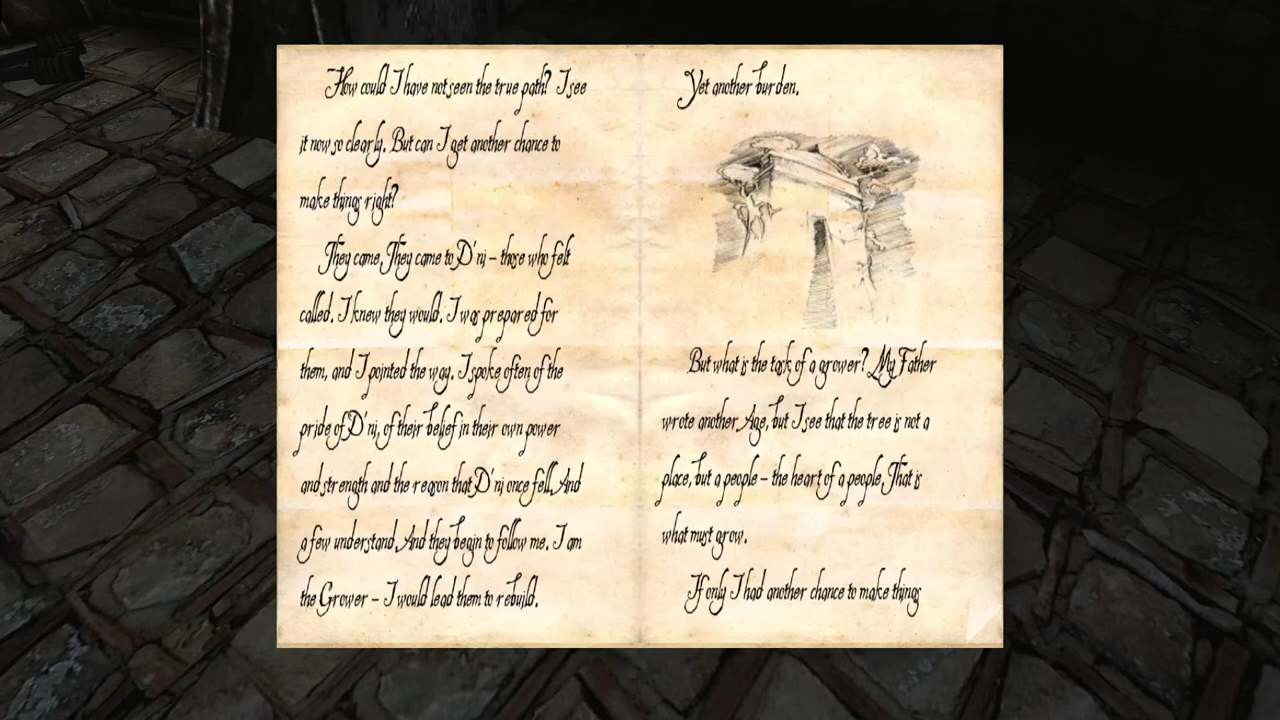 How could I have not seen the true path? I see
it now so clearly. But can I get another chance to
make things right?
They came. They came to D'ni - those who felt
called. I knew they would. I was prepared for
them, and I pointed the way. I spoke often of the
pride of D'ni, of their belief in their own power
and strength and the reason that D'ni once fell. And
a few understand. And they begin to follow me. I am
the Grower - I would lead them to rebuild.
Yet another burden.
But what is the task of a grower? My Father
wrote another Age, but I see that the tree is not a
place, but a people - the heart of a people. That is
what must grow.
If only I had another chance to make things